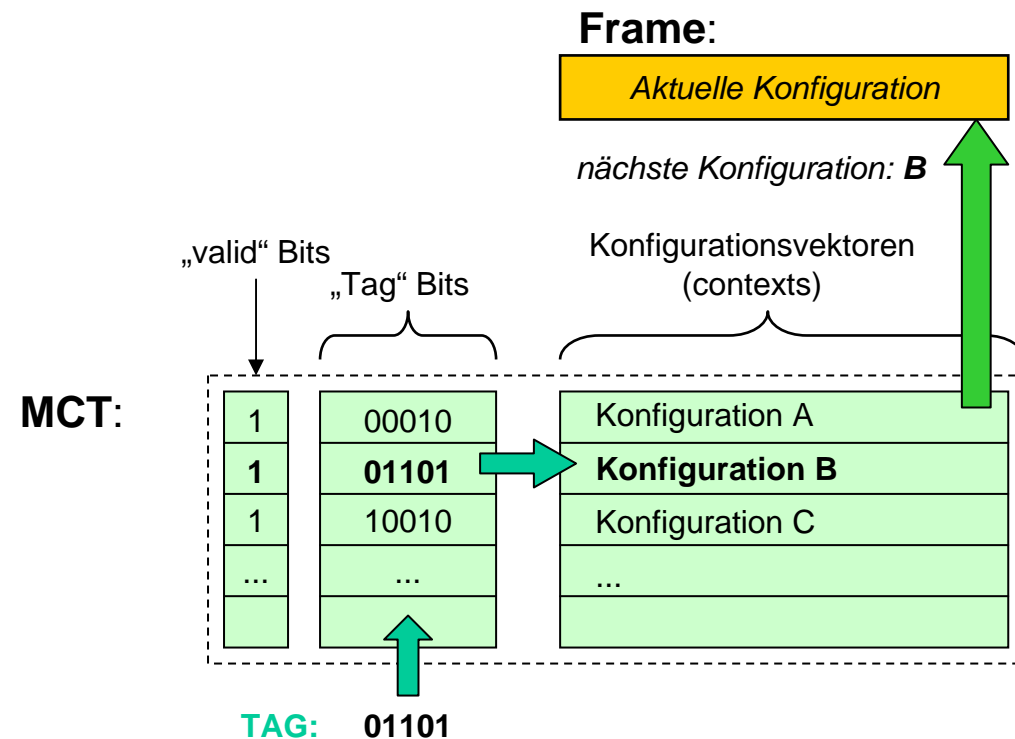 Frame:
Aktuelle Konfiguration
nächste Konfiguration: B
„valid“ Bits
„Tag“ Bits
Konfigurationsvektoren
(contexts)
MCT:
1 00010 Konfiguration A
1 01101 Konfiguration B
1 10010 Konfiguration C
... ... ...
TAG: 01101